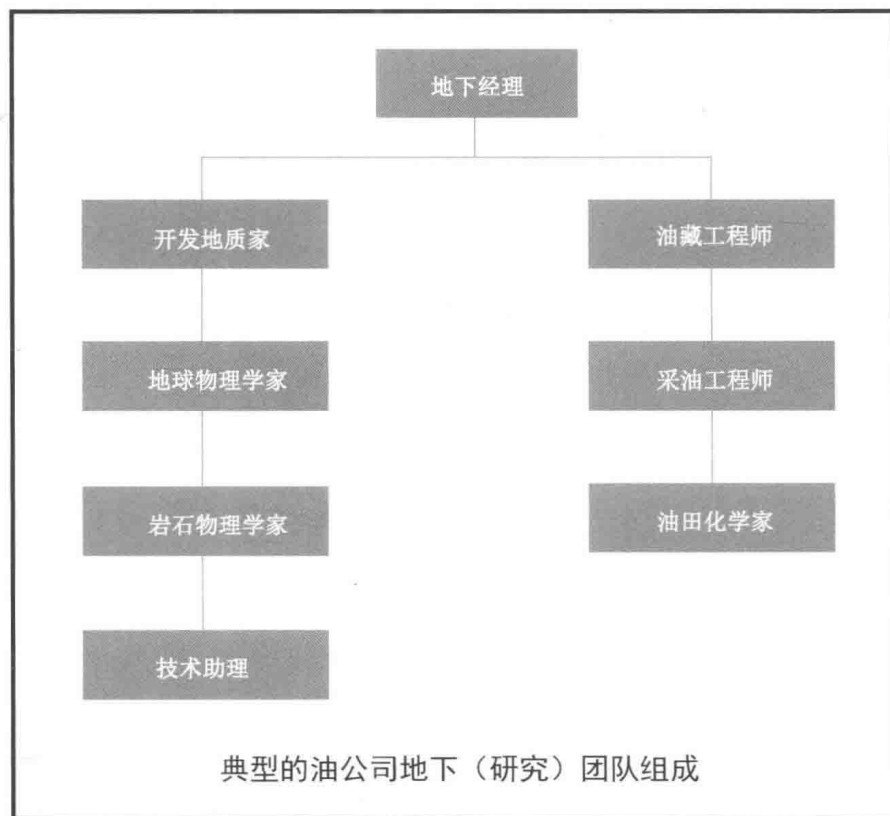 地下经理
开发地质家
油藏工程师
地球物理学家
采油工程师
岩石物理学家
油田化学家
技术助理
典型的油公司地下（研究）团队组成